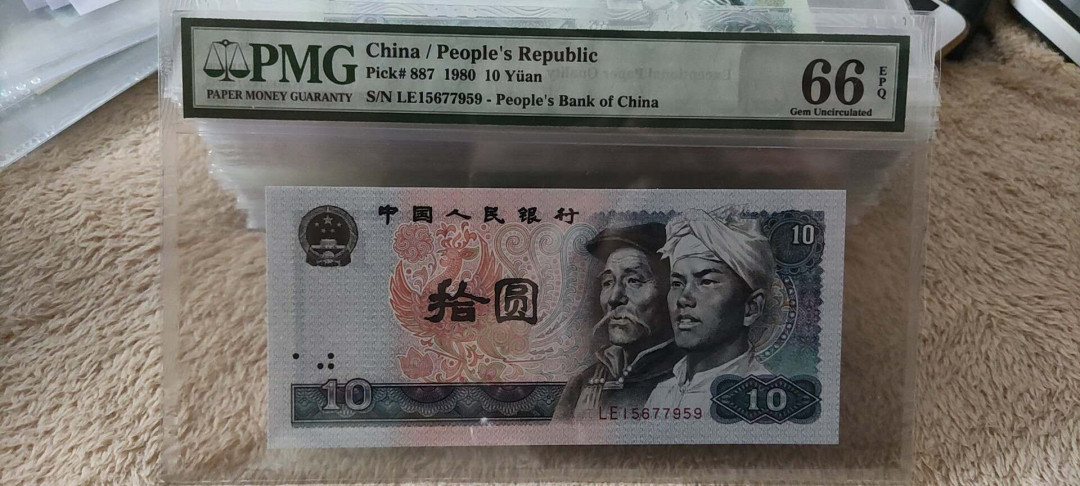 PMG
PAPER MONEY GUARANTY
China / People's Republic
Pick# 887 1980 10 Yüan
S/N LE15677959 - People's Bank of China
66 EPQ
Gem Uncirculated
中国人民银行
10
拾圆
10
LE15677959
10